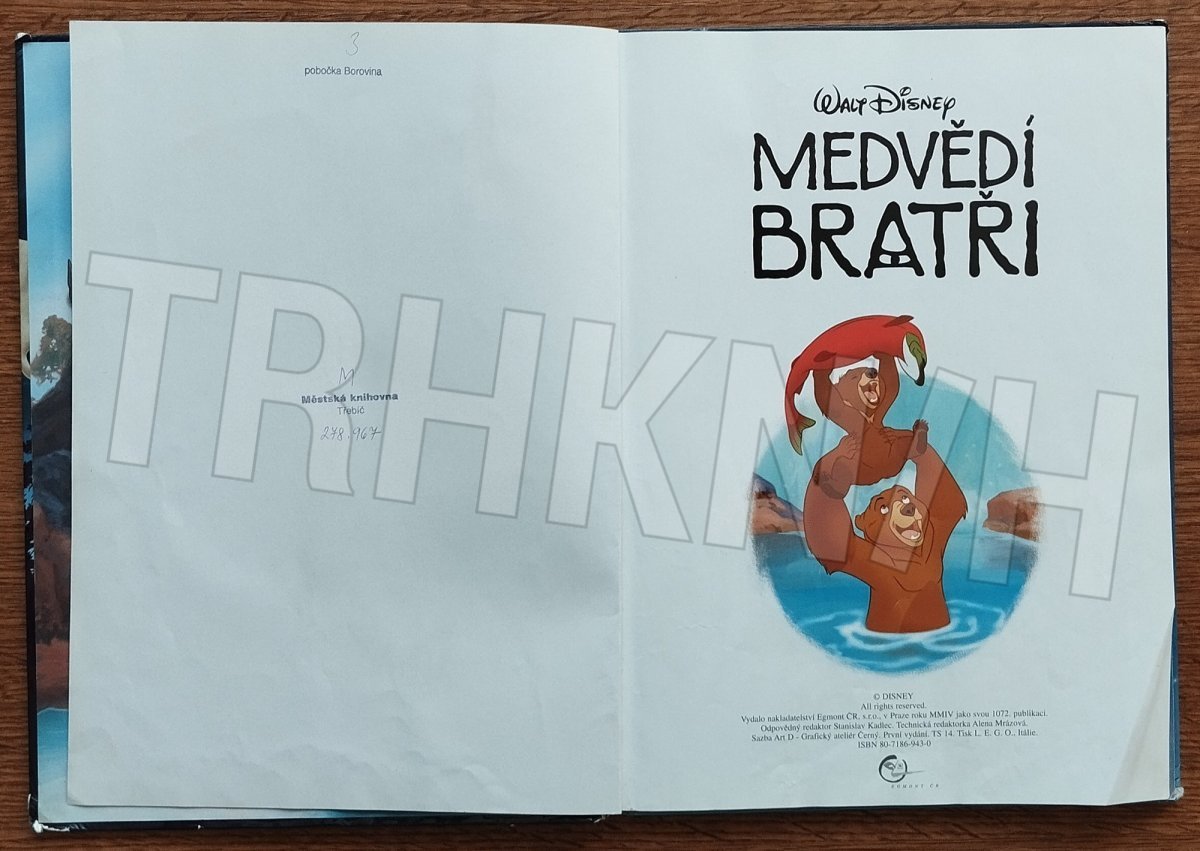 3
pobočka Borovina
M
Městská knihovna
Třebíč
278.967
WALT DISNEY
MEDVĚDÍ
BRATŘI
© DISNEY
All rights reserved.
Vydalo nakladatelství Egmont ČR, s.r.o., v Praze roku MMIV jako svou 1072. publikaci.
Odpovědný redaktor Stanislav Kadlec. Technická redaktorka Alena Mrázová.
Sazba Art D - Grafický ateliér Černý. První vydání. TS 14. Tisk L. E. G. O., Itálie.
ISBN 80-7186-943-0
EGMONT ČR
TRHKNIH